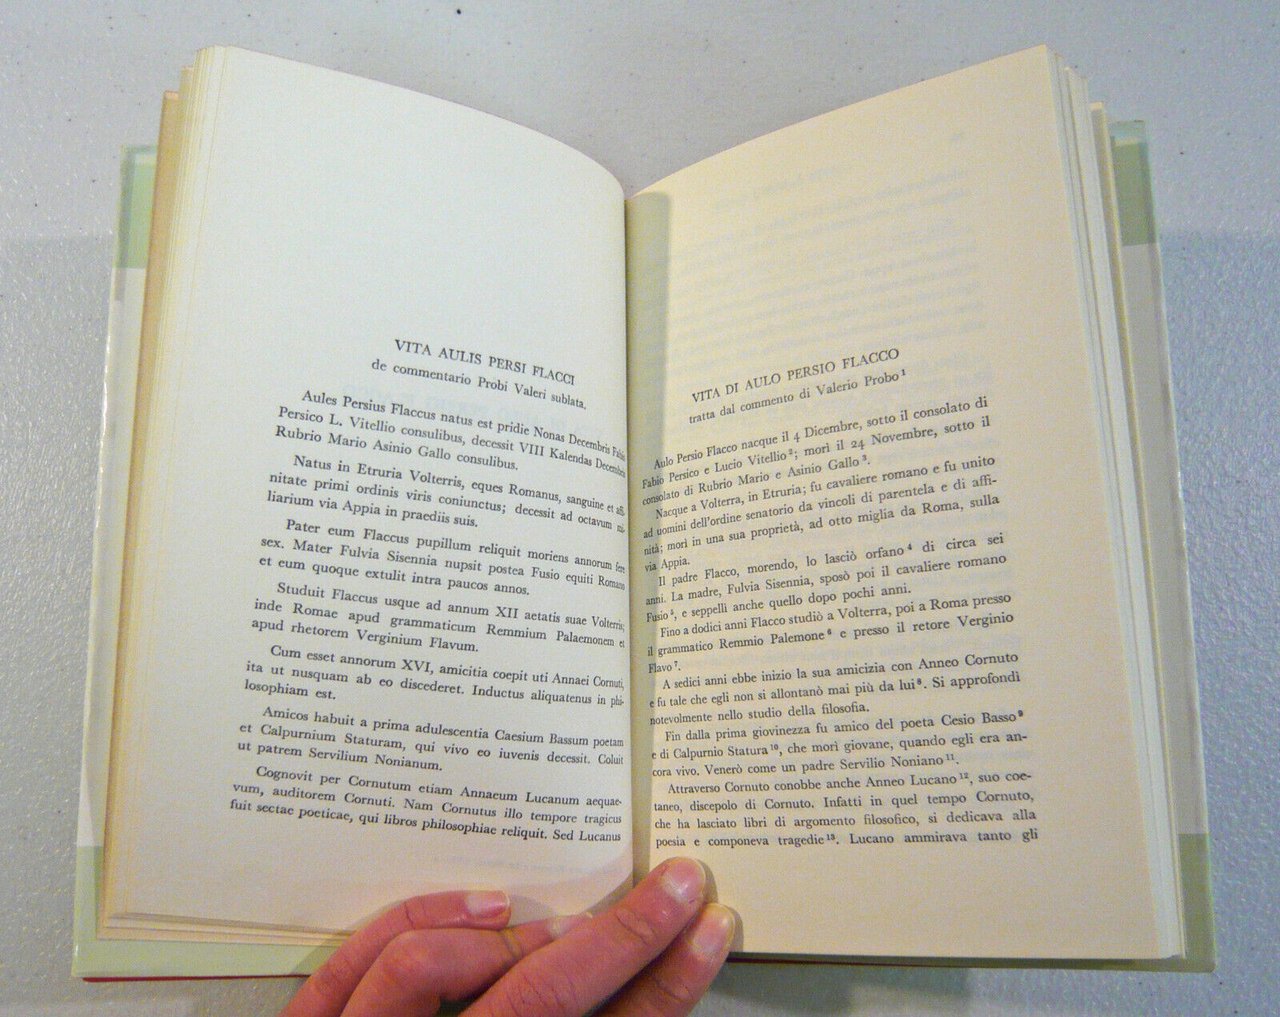 VITA AULIS PERSI FLACCI
de commentario Probi Valeri sublata.
Aules Persius Flaccus natus est pridie Nonas Decembris Fabio
Persico L. Vitellio consulibus, decessit VIII Kalendas Decembres
Rubrio Mario Asinio Gallo consulibus.
Natus in Etruria Volterris, eques Romanus, sanguine et affi-
nitate primi ordinis viris coniunctus; decessit ad octavum mi-
liarium via Appia in praediis suis.
Pater eum Flaccus pupillum reliquit moriens annorum fere
sex. Mater Fulvia Sisennia nupsit postea Fusio equiti Romano
et eum quoque extulit intra paucos annos.
Studuit Flaccus usque ad annum XII aetatis suae Volterris;
inde Romae apud grammaticum Remmium Palaemonem et
apud rhetorem Verginium Flavum.
Cum esset annorum XVI, amicitia coepit uti Annaei Cornuti,
ita ut nusquam ab eo discederet. Inductus aliquatenus in phi-
losophiam est.
Amicos habuit a prima adulescentia Caesium Bassum poetam
et Calpurnium Staturam, qui vivo eo iuvenis decessit. Coluit
ut patrem Servilium Nonianum.
Cognovit per Cornutum etiam Annaeum Lucanum aequae-
vum, auditorem Cornuti. Nam Cornutus illo tempore tragicus
fuit sectae poeticae, qui libros philosophiae reliquit. Sed Lucanus
VITA DI AULO PERSIO FLACCO
tratta dal commento di Valerio Probo¹
Aulo Persio Flacco nacque il 4 Dicembre, sotto il consolato di
Fabio Persico e Lucio Vitellio²; morì il 24 Novembre, sotto il
consolato di Rubrio Mario e Asinio Gallo³.
Nacque a Volterra, in Etruria; fu cavaliere romano e fu unito
ad uomini dell'ordine senatorio da vincoli di parentela e di affi-
nità; morì in una sua proprietà, ad otto miglia da Roma, sulla
via Appia.
Il padre Flacco, morendo, lo lasciò orfano⁴ di circa sei
anni. La madre, Fulvia Sisennia, sposò poi il cavaliere romano
Fusio⁵, e seppellì anche quello dopo pochi anni.
Fino a dodici anni Flacco studiò a Volterra, poi a Roma presso
il grammatico Remmio Palemone⁶ e presso il retore Verginio
Flavo⁷.
A sedici anni ebbe inizio la sua amicizia con Anneo Cornuto
e fu tale che egli non si allontanò mai più da lui⁸. Si approfondì
notevolmente nello studio della filosofia.
Fin dalla prima giovinezza fu amico del poeta Cesio Basso⁹
e di Calpurnio Statura¹⁰, che morì giovane, quando egli era an-
cora vivo. Venerò come un padre Servilio Noniano¹¹.
Attraverso Cornuto conobbe anche Anneo Lucano¹², suo coe-
taneo, discepolo di Cornuto. Infatti in quel tempo Cornuto,
che ha lasciato libri di argomento filosofico, si dedicava alla
poesia e componeva tragedie¹³. Lucano ammirava tanto gli